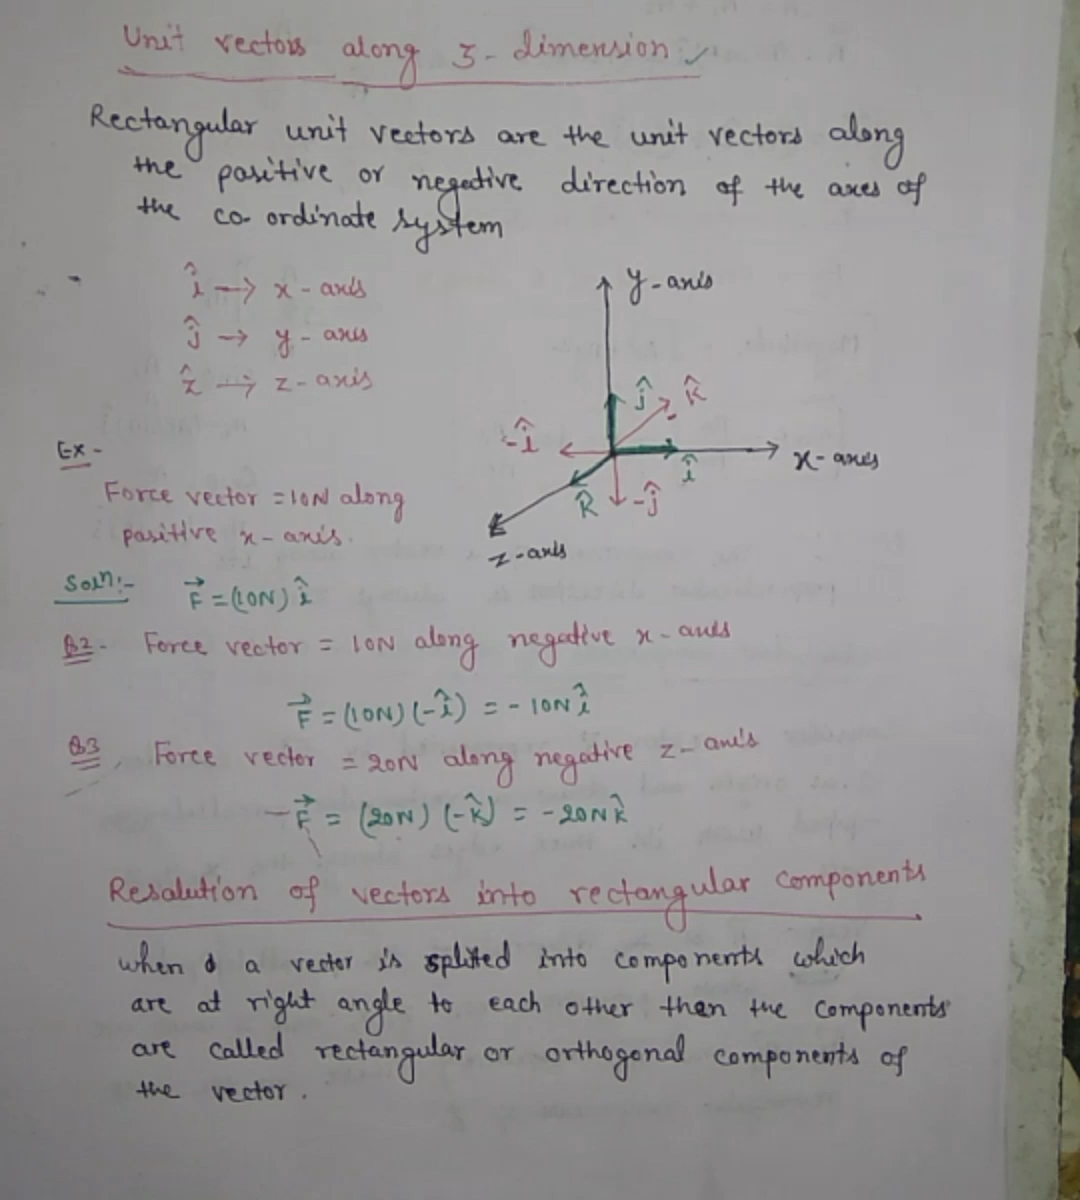 Unit vectors along 3-dimension ✓
Rectangular unit vectors are the unit vectors along
the pasitive or negative direction of the axes of
the co-ordinate system
î → x-axis
ĵ → y-axis
ẑ → z-axis
y-axis
ĵ
k̂
-î
x-axis
î
k̂
-ĵ
z-axis
Ex-
Force vector = 10N along
pasitive x-axis.
Soln:-
F⃗ = (10N) î
Q2. Force vector = 10N along negative x-axis
F⃗ = (10N) (-î) = -10N î
Q3 Force vector = 20N along negative z-axis
F⃗ = (20N) (-k̂) = -20N k̂
Resalution of vectors into rectangular components
when a vector is splited into components which
are at right angle to each other then the components
are called rectangular or orthogonal components of
the vector.